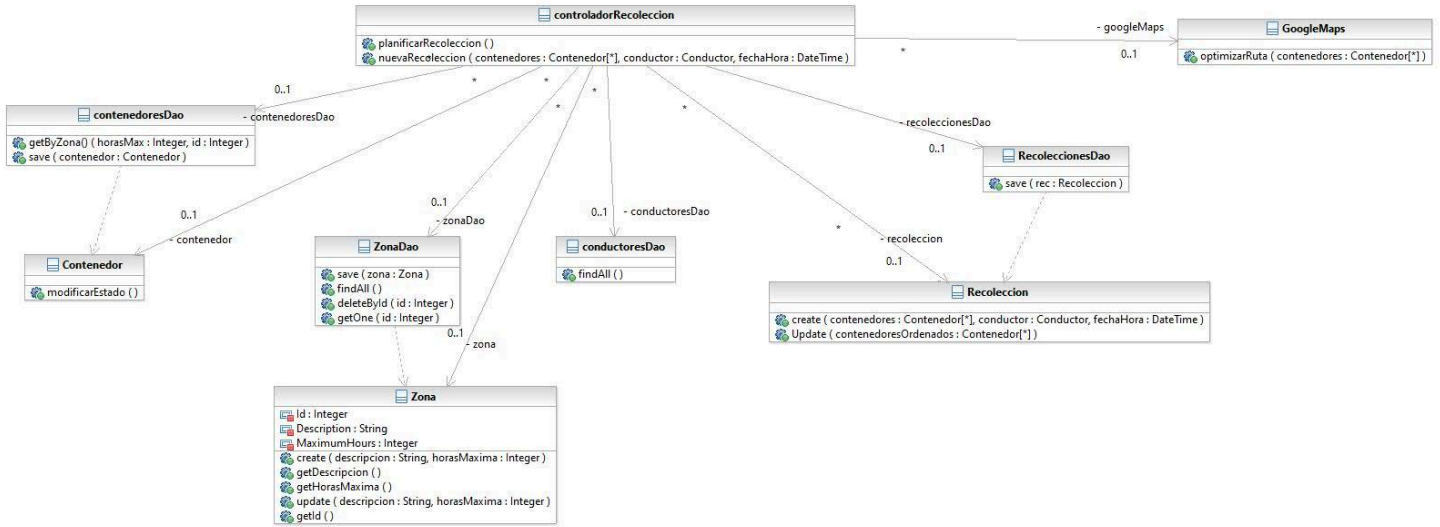 controladorRecoleccion
planificarRecoleccion ( )
nuevaRecoleccion ( contenedores : Contenedor[*], conductor : Conductor, fechaHora : DateTime )
- googleMaps
*
0..1
GoogleMaps
optimizarRuta ( contenedores : Contenedor[*] )
0..1
*
*
*
*
*
- contenedoresDao
contenedoresDao
getByZona() ( horasMax : Integer, id : Integer )
save ( contenedor : Contenedor )
- recoleccionesDao
0..1
RecoleccionesDao
save ( rec : Recoleccion )
0..1
- contenedor
0..1
- zonaDao
0..1
- conductoresDao
*
- recoleccion
0..1
Contenedor
modificarEstado ( )
ZonaDao
save ( zona : Zona )
findAll ( )
deleteById ( id : Integer )
getOne ( id : Integer )
conductoresDao
findAll ( )
Recoleccion
create ( contenedores : Contenedor[*], conductor : Conductor, fechaHora : DateTime )
Update ( contenedoresOrdenados : Contenedor[*] )
0..1
- zona
Zona
Id : Integer
Description : String
MaximumHours : Integer
create ( descripcion : String, horasMaxima : Integer )
getDescripcion ( )
getHorasMaxima ( )
update ( descripcion : String, horasMaxima : Integer )
getId ( )